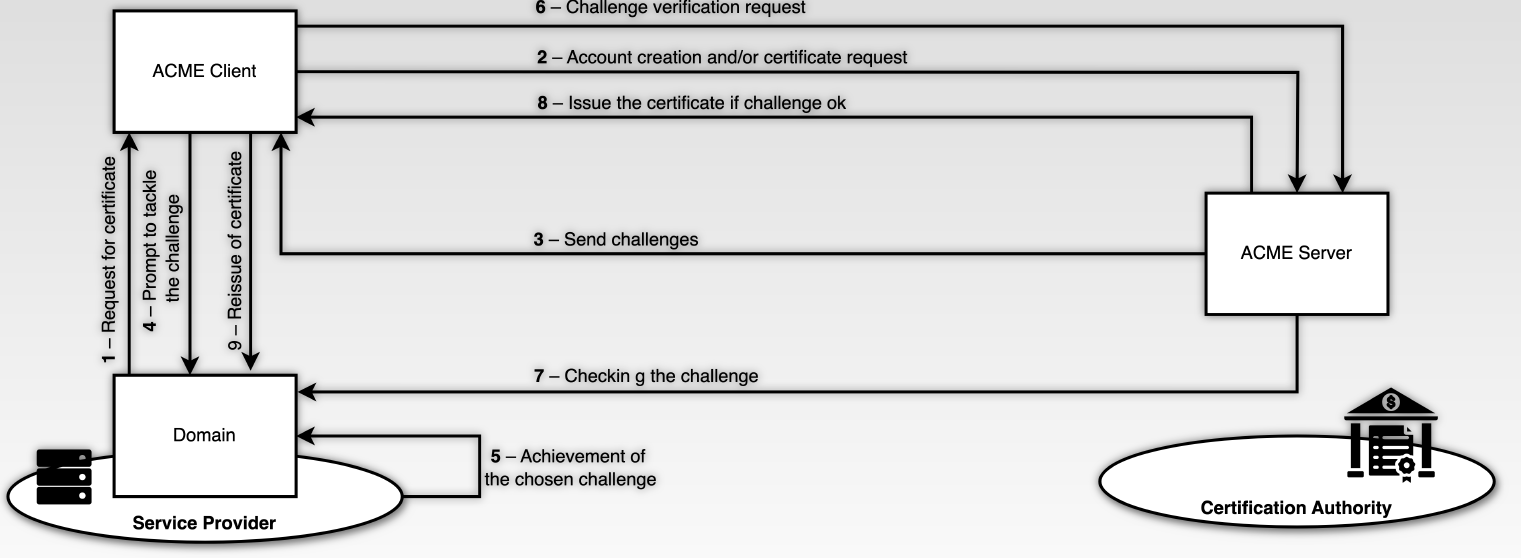 6 – Challenge verification request
ACME Client
2 – Account creation and/or certificate request
8 – Issue the certificate if challenge ok
1 – Request for certificate
4 – Prompt to tackle
the challenge
9 – Reissue of certificate
3 – Send challenges
ACME Server
7 – Checkin g the challenge
Domain
5 – Achievement of
the chosen challenge
$
Service Provider
Certification Authority